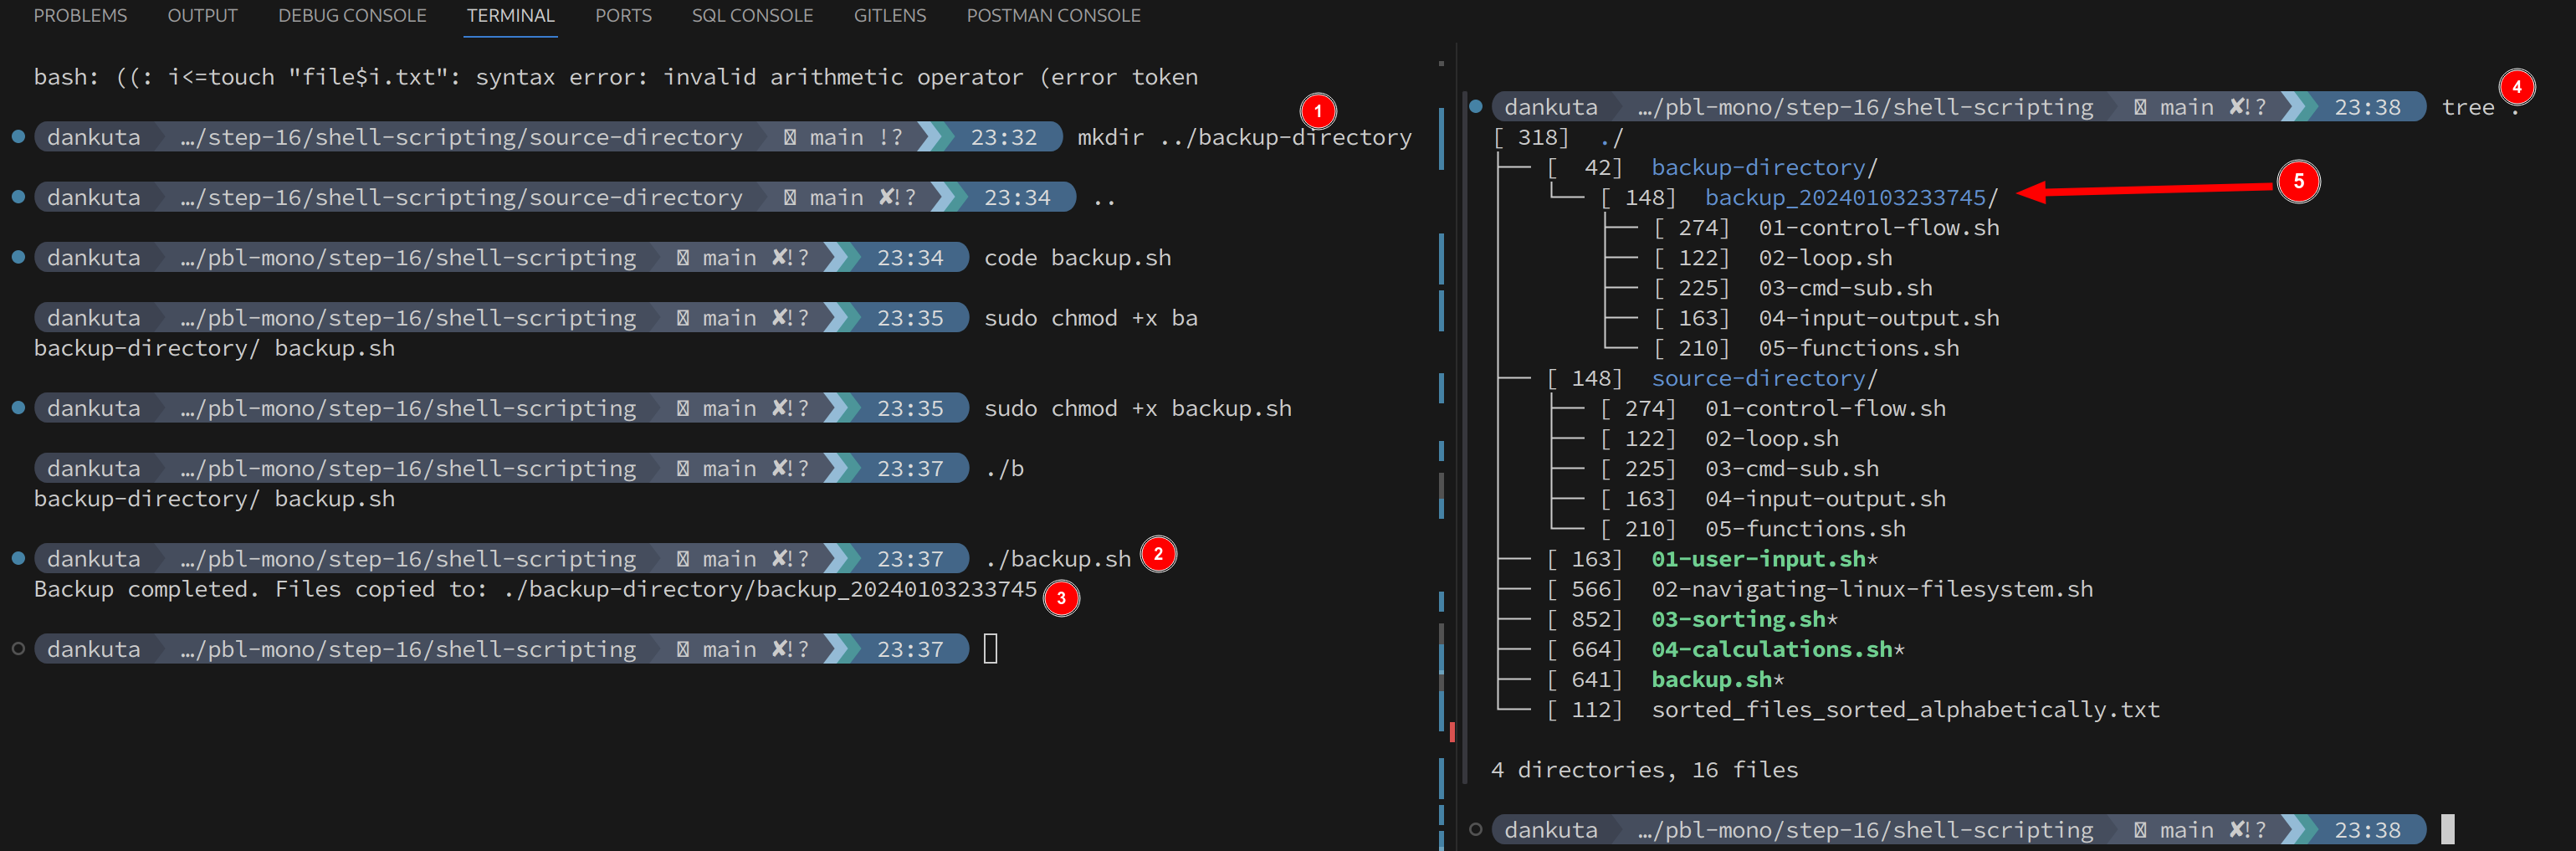 PROBLEMS OUTPUT DEBUG CONSOLE TERMINAL PORTS SQL CONSOLE GITLENS POSTMAN CONSOLE
bash: ((: i<=touch "file$i.txt": syntax error: invalid arithmetic operator (error token
1
dankuta …/step-16/shell-scripting/source-directory main !? 23:32 mkdir ../backup-directory
dankuta …/step-16/shell-scripting/source-directory main ✘!? 23:34 ..
dankuta …/pbl-mono/step-16/shell-scripting main ✘!? 23:34 code backup.sh
dankuta …/pbl-mono/step-16/shell-scripting main ✘!? 23:35 sudo chmod +x ba
backup-directory/ backup.sh
dankuta …/pbl-mono/step-16/shell-scripting main ✘!? 23:35 sudo chmod +x backup.sh
dankuta …/pbl-mono/step-16/shell-scripting main ✘!? 23:37 ./b
backup-directory/ backup.sh
dankuta …/pbl-mono/step-16/shell-scripting main ✘!? 23:37 ./backup.sh 2
Backup completed. Files copied to: ./backup-directory/backup_20240103233745 3
dankuta …/pbl-mono/step-16/shell-scripting main ✘!? 23:37
4
dankuta …/pbl-mono/step-16/shell-scripting main ✘!? 23:38 tree .
[ 318] ./
├── [ 42] backup-directory/
│   └── [ 148] backup_20240103233745/ 5
│       ├── [ 274] 01-control-flow.sh
│       ├── [ 122] 02-loop.sh
│       ├── [ 225] 03-cmd-sub.sh
│       ├── [ 163] 04-input-output.sh
│       └── [ 210] 05-functions.sh
├── [ 148] source-directory/
│   ├── [ 274] 01-control-flow.sh
│   ├── [ 122] 02-loop.sh
│   ├── [ 225] 03-cmd-sub.sh
│   ├── [ 163] 04-input-output.sh
│   └── [ 210] 05-functions.sh
├── [ 163] 01-user-input.sh*
├── [ 566] 02-navigating-linux-filesystem.sh
├── [ 852] 03-sorting.sh*
├── [ 664] 04-calculations.sh*
├── [ 641] backup.sh*
└── [ 112] sorted_files_sorted_alphabetically.txt
4 directories, 16 files
dankuta …/pbl-mono/step-16/shell-scripting main ✘!? 23:38